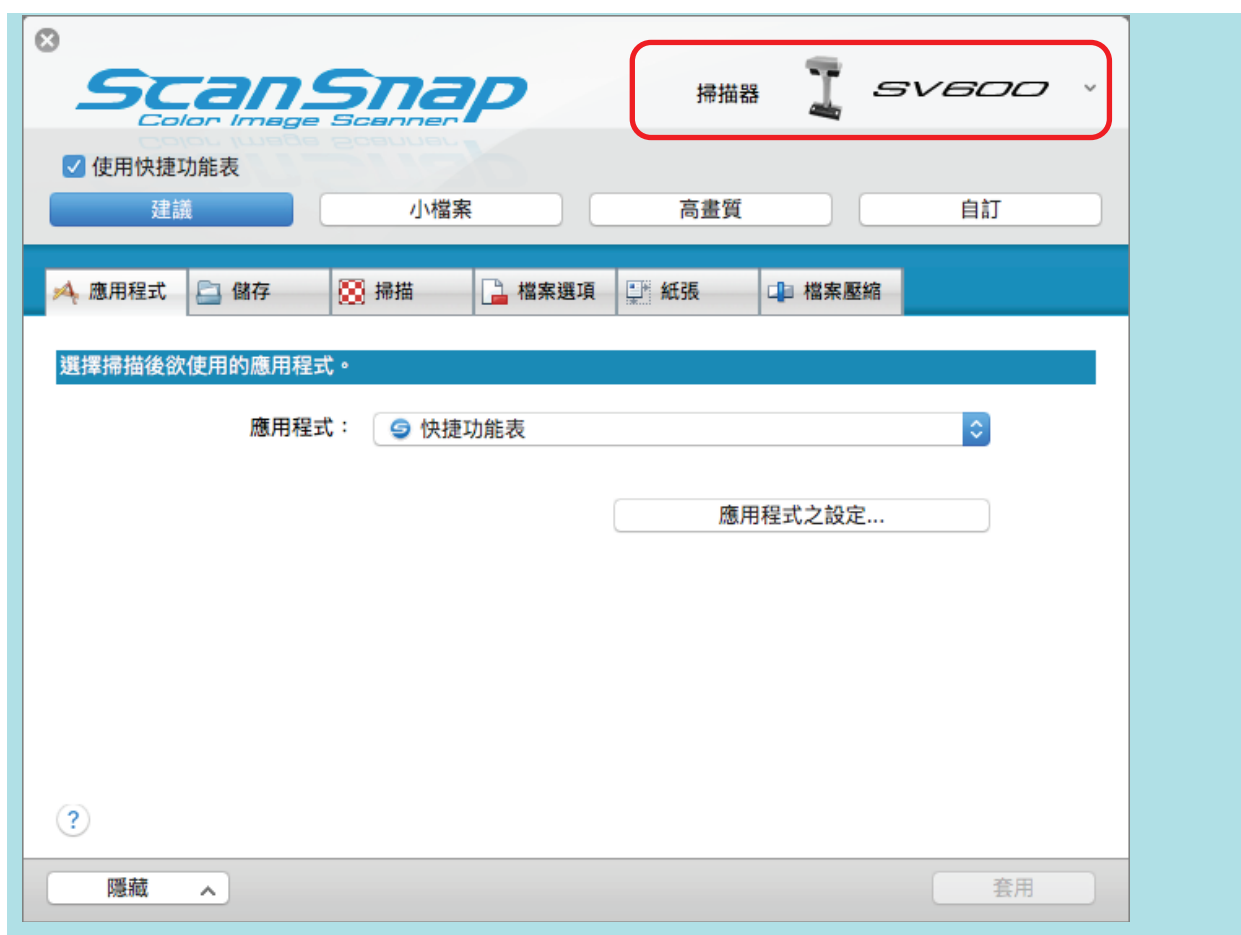 ScanSnap
Color Image Scanner
掃描器 SV600
使用快捷功能表
建議 小檔案 高畫質 自訂
應用程式 儲存 掃描 檔案選項 紙張 檔案壓縮
選擇掃描後欲使用的應用程式。
應用程式： 快捷功能表
應用程式之設定...
?
隱藏 套用